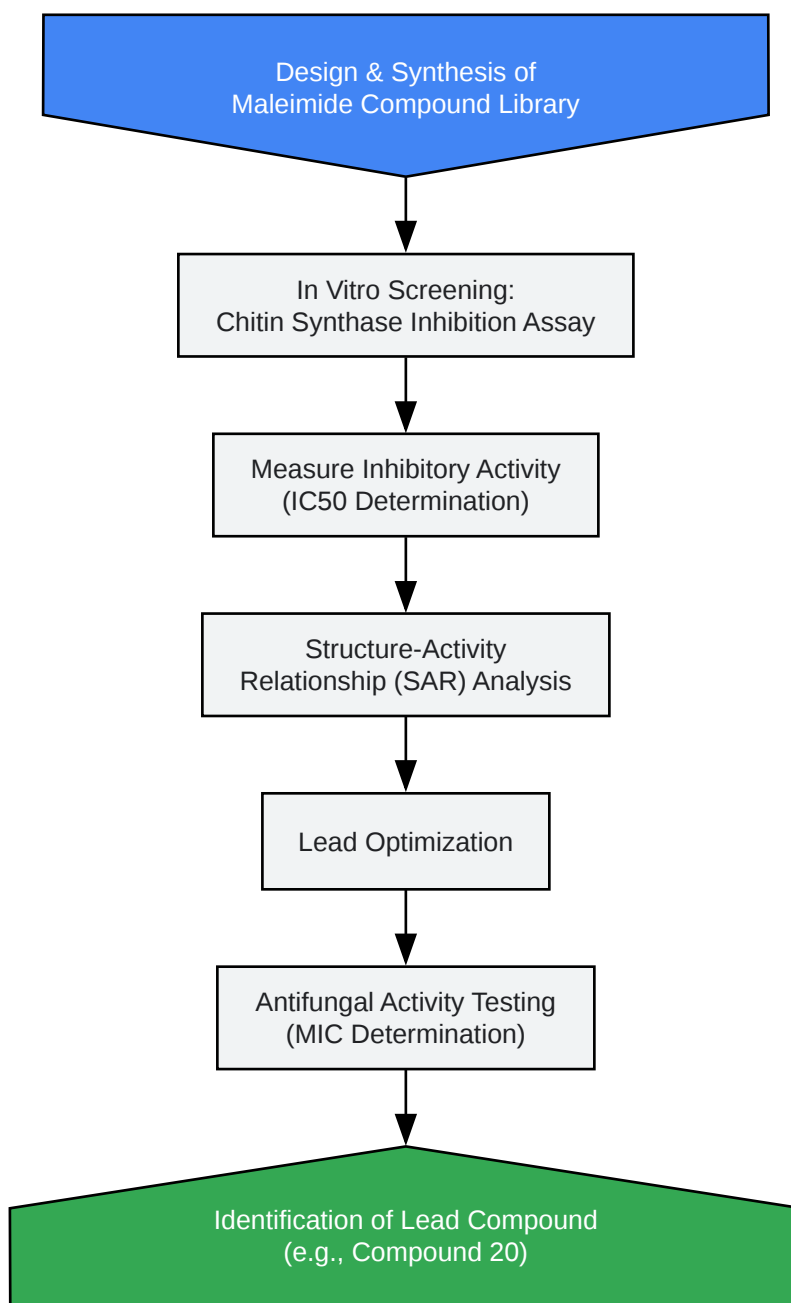 Design & Synthesis of
Maleimide Compound Library
In Vitro Screening:
Chitin Synthase Inhibition Assay
Measure Inhibitory Activity
(IC50 Determination)
Structure-Activity
Relationship (SAR) Analysis
Lead Optimization
Antifungal Activity Testing
(MIC Determination)
Identification of Lead Compound
(e.g., Compound 20)